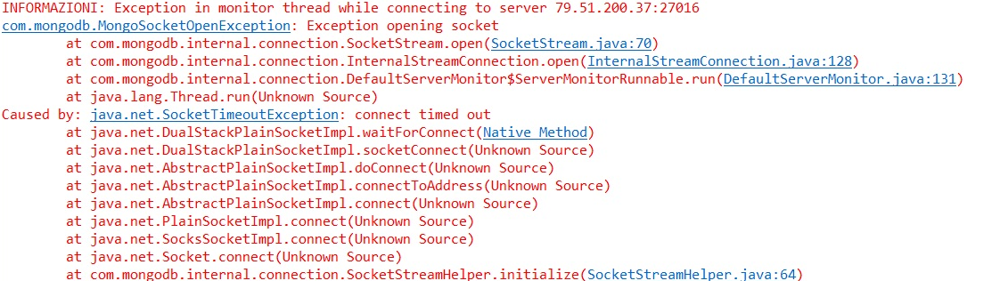 INFORMAZIONI: Exception in monitor thread while connecting to server 79.51.200.37:27016
com.mongodb.MongoSocketOpenException: Exception opening socket
at com.mongodb.internal.connection.SocketStream.open(SocketStream.java:70)
at com.mongodb.internal.connection.InternalStreamConnection.open(InternalStreamConnection.java:128)
at com.mongodb.internal.connection.DefaultServerMonitor$ServerMonitorRunnable.run(DefaultServerMonitor.java:131)
at java.lang.Thread.run(Unknown Source)
Caused by: java.net.SocketTimeoutException: connect timed out
at java.net.DualStackPlainSocketImpl.waitForConnect(Native Method)
at java.net.DualStackPlainSocketImpl.socketConnect(Unknown Source)
at java.net.AbstractPlainSocketImpl.doConnect(Unknown Source)
at java.net.AbstractPlainSocketImpl.connectToAddress(Unknown Source)
at java.net.AbstractPlainSocketImpl.connect(Unknown Source)
at java.net.PlainSocketImpl.connect(Unknown Source)
at java.net.SocksSocketImpl.connect(Unknown Source)
at java.net.Socket.connect(Unknown Source)
at com.mongodb.internal.connection.SocketStreamHelper.initialize(SocketStreamHelper.java:64)